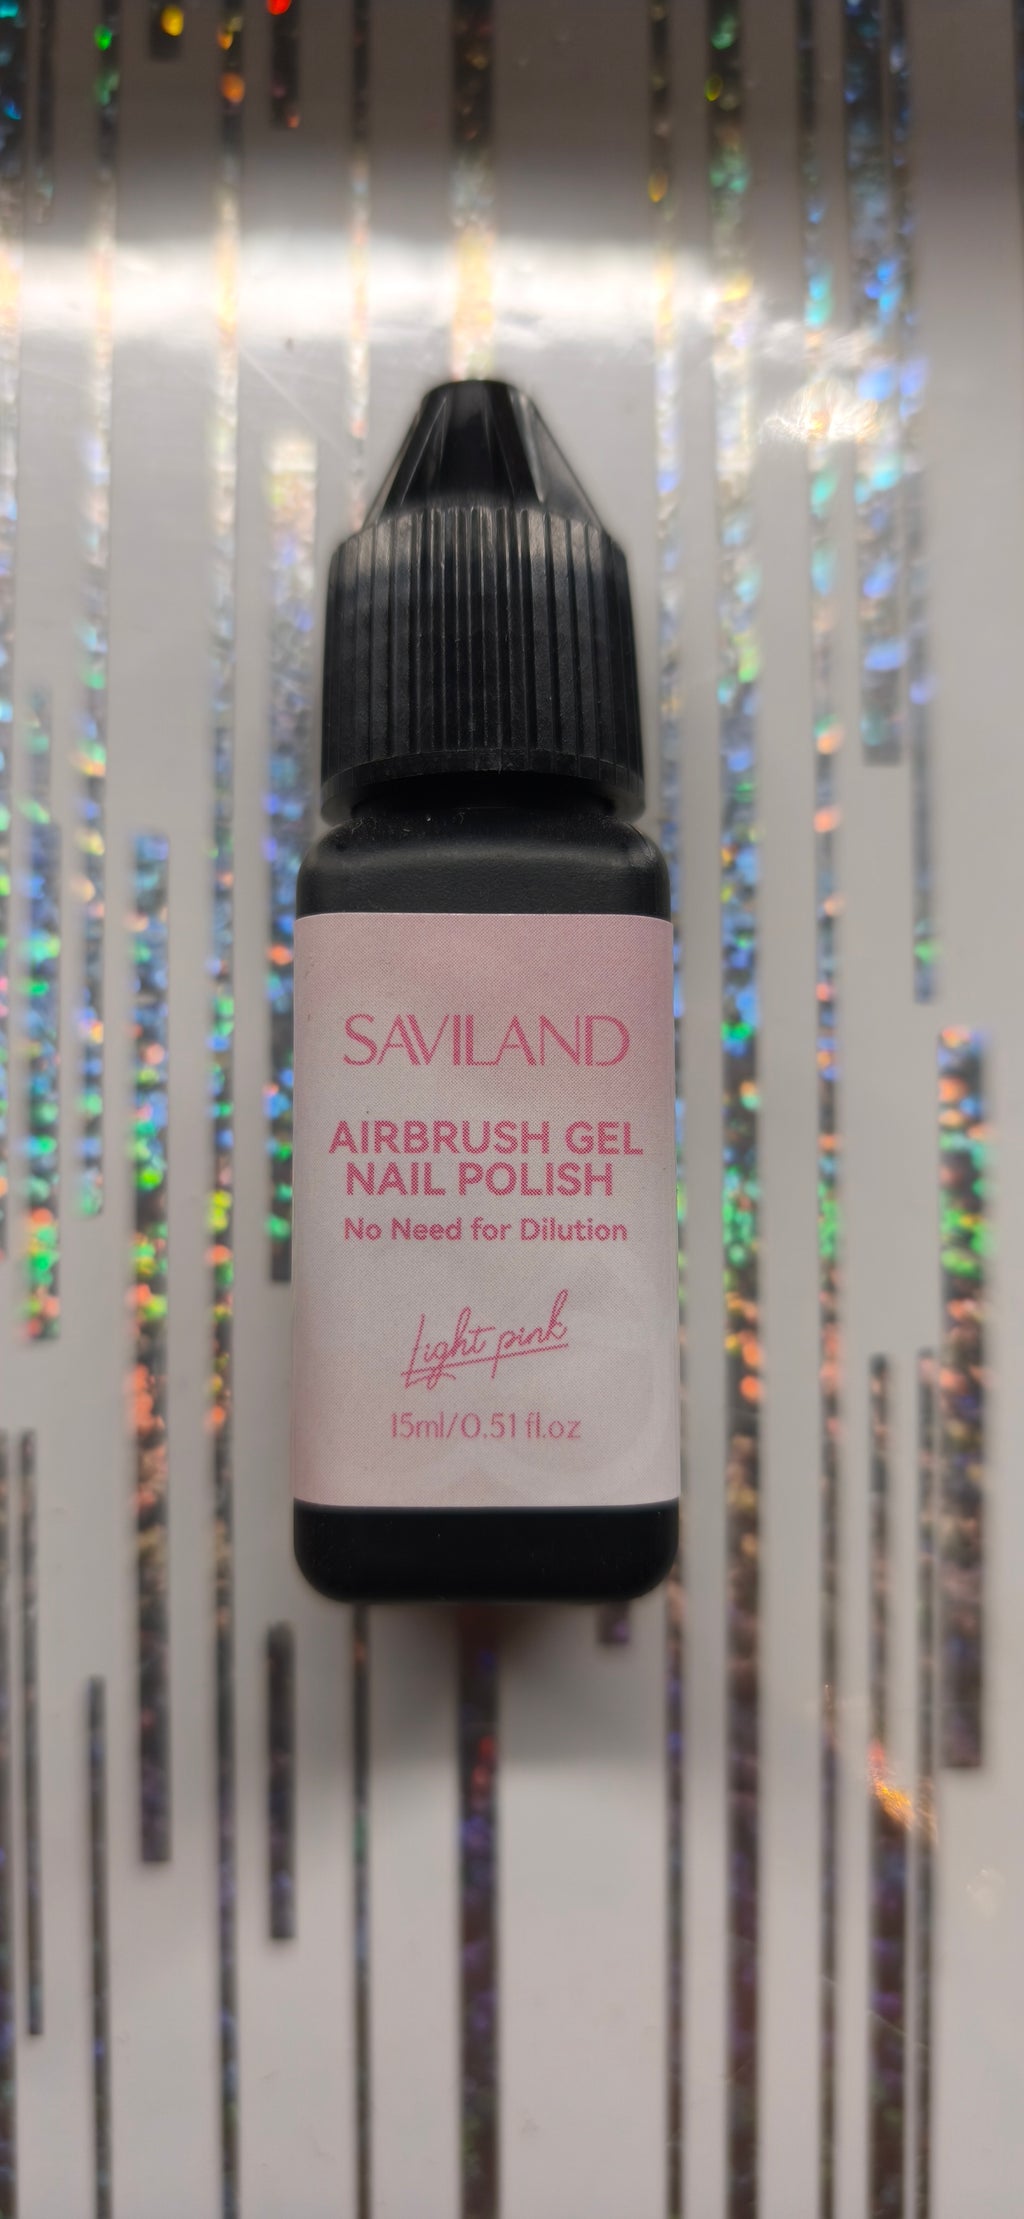 SAVILAND
AIRBRUSH GEL
NAIL POLISH
No Need for Dilution
Light pink
15ml/0.51 fl.oz